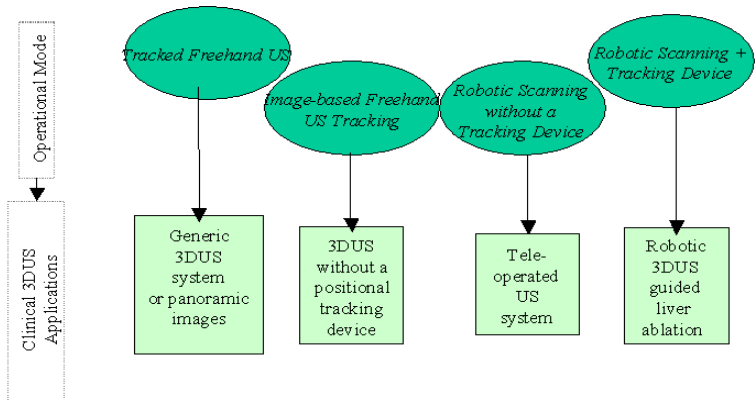 Operational Mode
Clinical 3DUS
Applications
Tracked Freehand US
Image-based Freehand
US Tracking
Robotic Scanning
without a
Tracking Device
Robotic Scanning +
Tracking Device
Generic
3DUS
system
or panoramic
images
3DUS
without a
positional
tracking
device
Tele-
operated
US
system
Robotic
3DUS
guided
liver
ablation